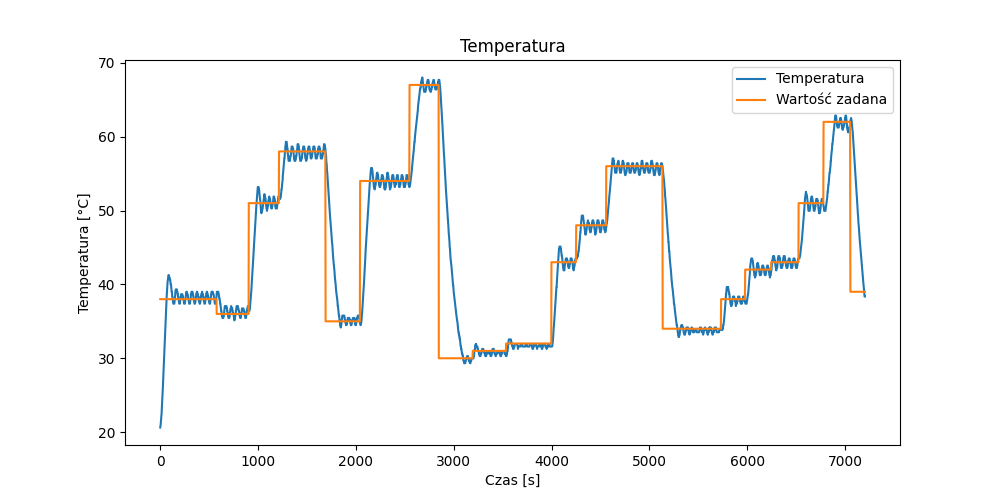 Temperatura
Temperatura
Wartość zadana
Temperatura [°C]
70
60
50
40
30
20
0
1000
2000
3000
4000
5000
6000
7000
Czas [s]